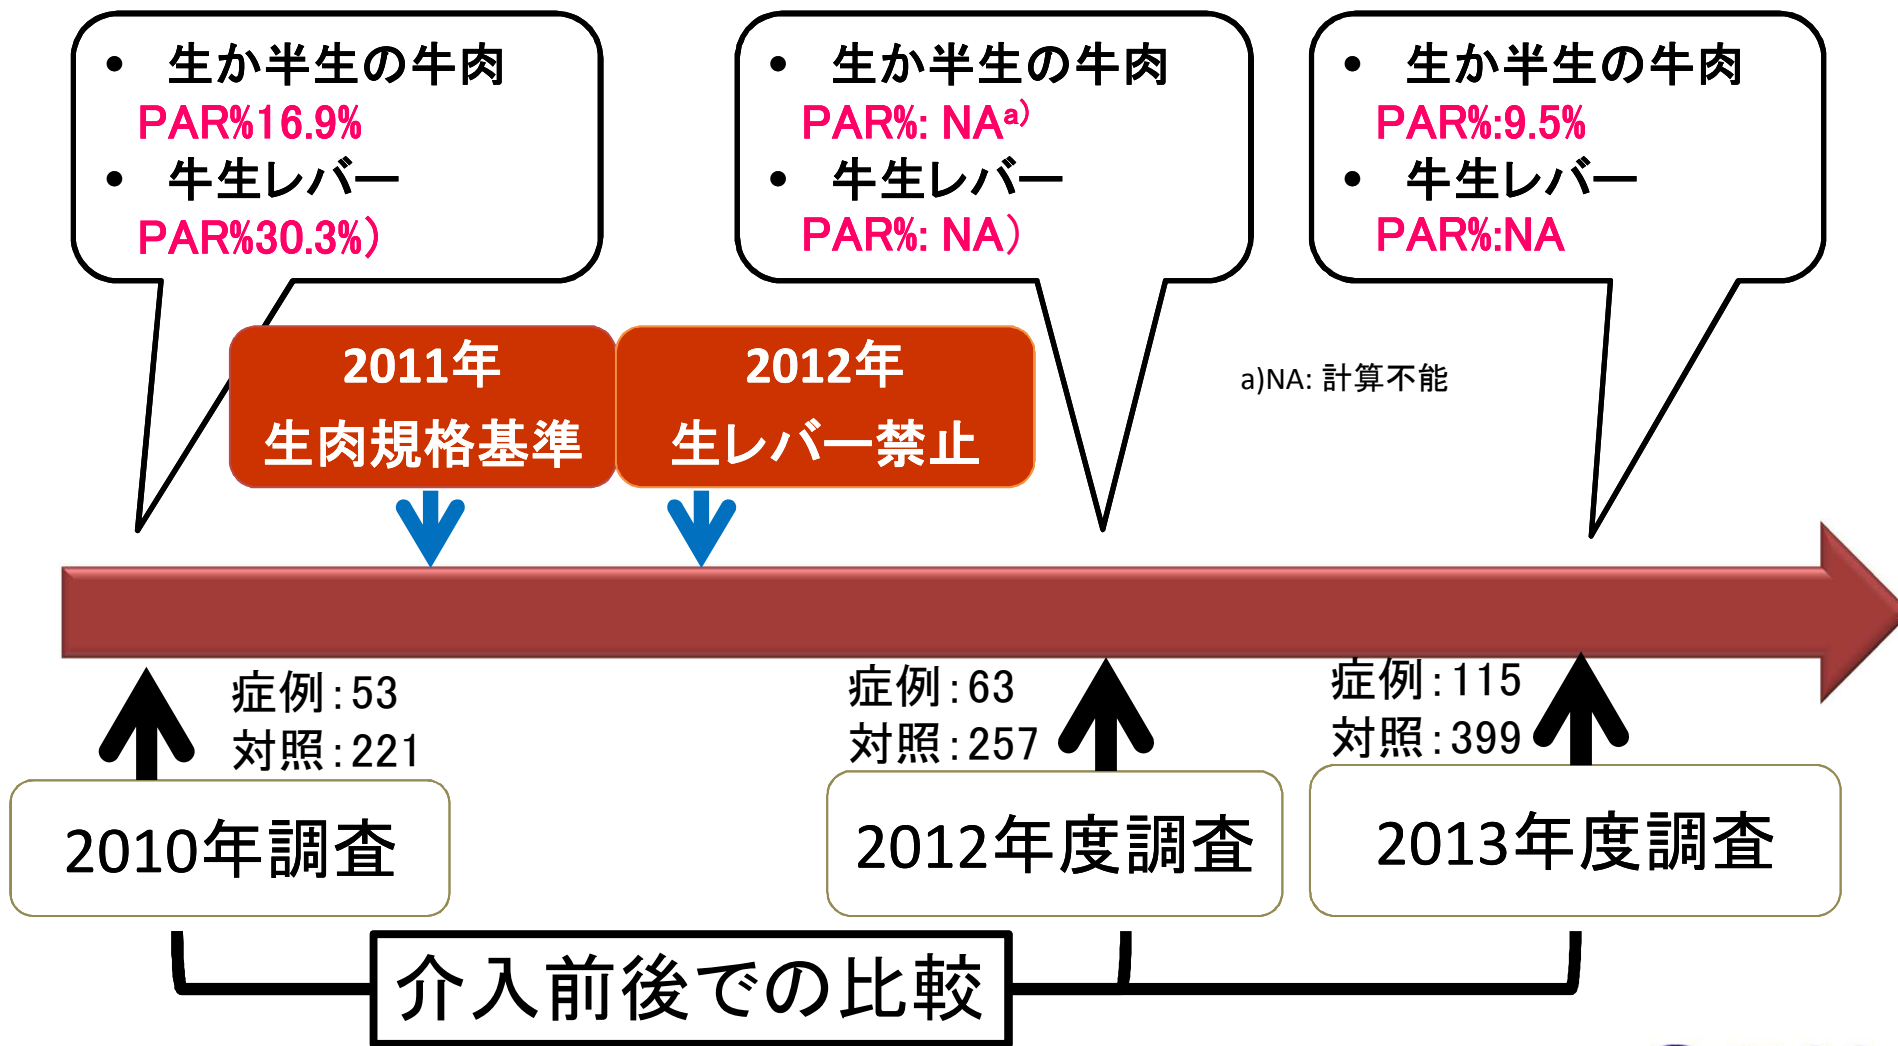 • 生か半生の牛肉
PAR%16.9%
• 牛生レバー
PAR%30.3%)
• 生か半生の牛肉
PAR%: NAa)
• 牛生レバー
PAR%: NA)
• 生か半生の牛肉
PAR%:9.5%
• 牛生レバー
PAR%:NA
2011年
生肉規格基準
2012年
生レバー禁止
a)NA: 計算不能
症例:53
対照:221
症例:63
対照:257
症例:115
対照:399
2010年調査
2012年度調査
2013年度調査
介入前後での比較